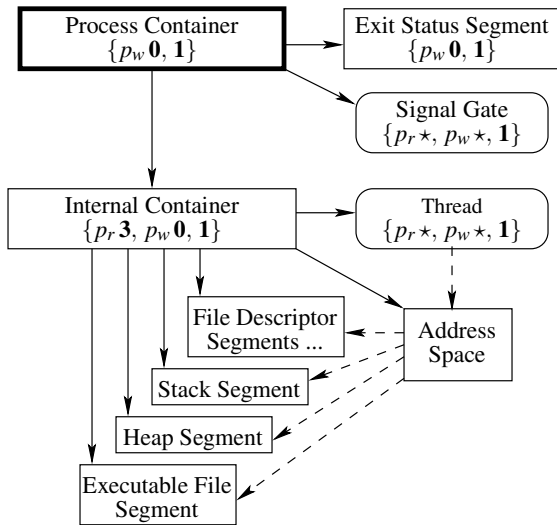 Process Container
{p_w 0, 1}
Exit Status Segment
{p_w 0, 1}
Signal Gate
{p_r ⋆, p_w ⋆, 1}
Internal Container
{p_r 3, p_w 0, 1}
Thread
{p_r ⋆, p_w ⋆, 1}
File Descriptor
Segments ...
Address
Space
Stack Segment
Heap Segment
Executable File
Segment